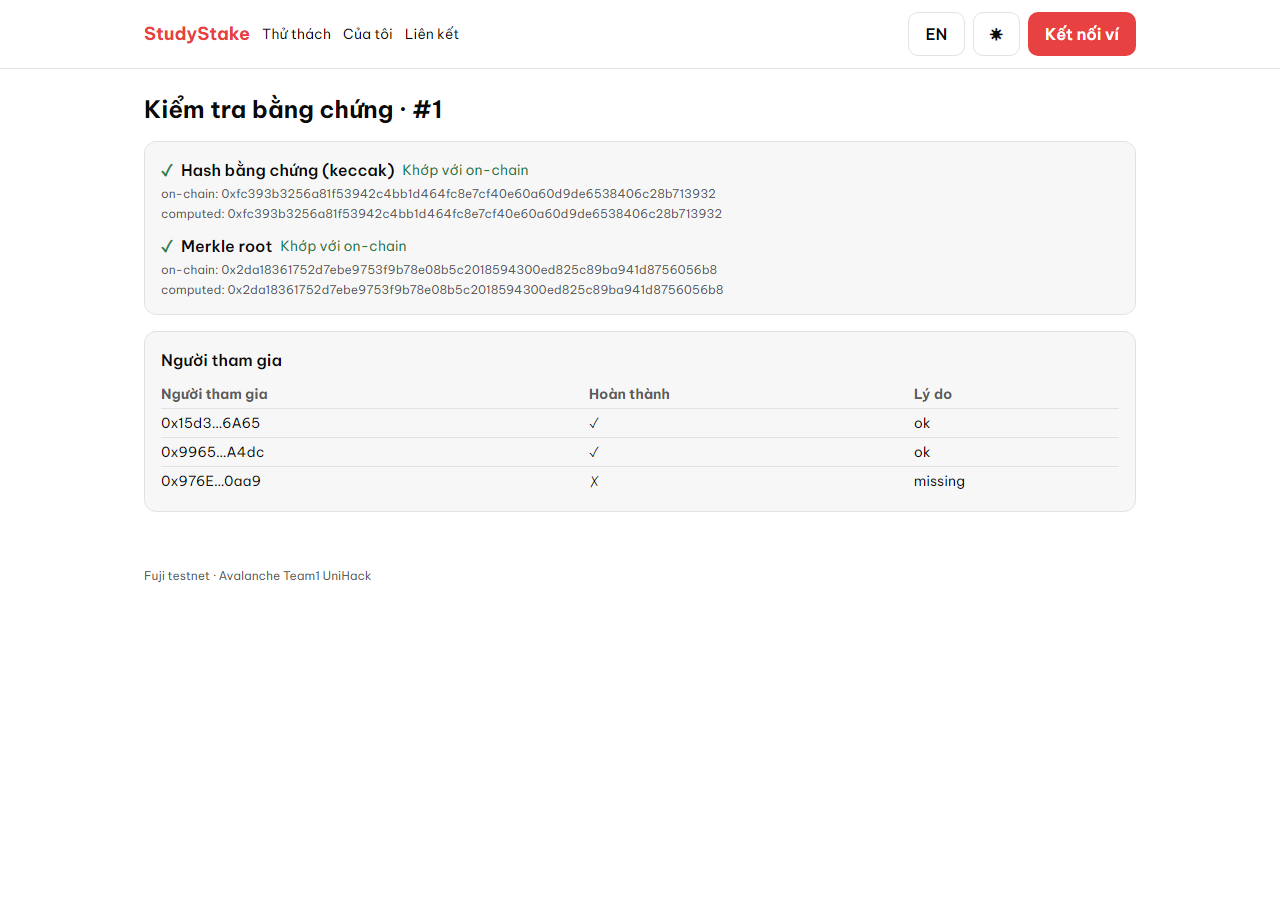 StudyStake Thử thách Của tôi Liên kết EN ☀ Kết nối ví
Kiểm tra bằng chứng · #1
✓ Hash bằng chứng (keccak) Khớp với on-chain
on-chain: 0xfc393b3256a81f53942c4bb1d464fc8e7cf40e60a60d9de6538406c28b713932
computed: 0xfc393b3256a81f53942c4bb1d464fc8e7cf40e60a60d9de6538406c28b713932
✓ Merkle root Khớp với on-chain
on-chain: 0x2da18361752d7ebe9753f9b78e08b5c2018594300ed825c89ba941d8756056b8
computed: 0x2da18361752d7ebe9753f9b78e08b5c2018594300ed825c89ba941d8756056b8
Người tham gia
Người tham gia Hoàn thành Lý do
0x15d3…6A65 ✓ ok
0x9965…A4dc ✓ ok
0x976E…0aa9 ✗ missing
Fuji testnet · Avalanche Team1 UniHack